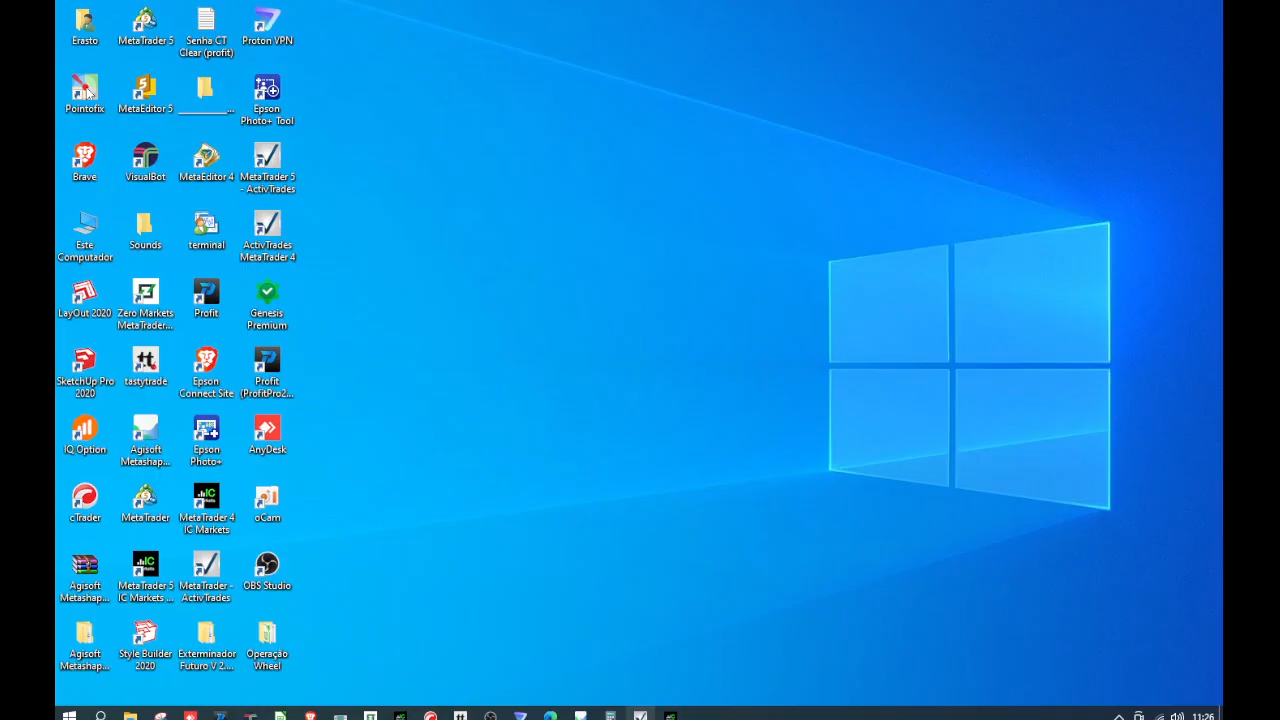 Erasto
MetaTrader 5
Senha CT
Clear (profit)
Proton VPN
Pointofix
MetaEditor 5
__________...
Epson
Photo+ Tool
Brave
VisualBot
MetaEditor 4
MetaTrader 5
- ActivTrades
Este
Computador
Sounds
terminal
ActivTrades
MetaTrader 4
LayOut 2020
Zero Markets
MetaTrader...
Profit
Genesis
Premium
SketchUp Pro
2020
tastytrade
Epson
Connect Site
Profit
(ProfitPro2...
IQ Option
Agisoft
Metashap...
Epson
Photo+
AnyDesk
cTrader
MetaTrader
MetaTrader 4
IC Markets
oCam
Agisoft
Metashap...
MetaTrader 5
IC Markets ...
MetaTrader -
ActivTrades
OBS Studio
Agisoft
Metashap...
Style Builder
2020
Exterminador
Futuro V 2....
Operação
Wheel
11:26